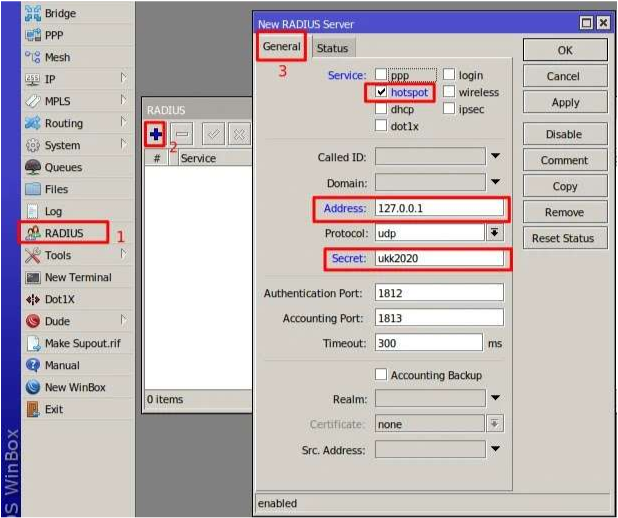 Bridge
PPP
Mesh
IP
MPLS
Routing
System
Queues
Files
Log
RADIUS 1
Tools
New Terminal
Dot1X
Dude
Make Supout.rif
Manual
New WinBox
Exit
OS WinBox
RADIUS
2
# Service
0 items
New RADIUS Server
General Status
3
Service: ppp login
hotspot wireless
dhcp ipsec
dot1x
Called ID:
Domain:
Address: 127.0.0.1
Protocol: udp
Secret: ukk2020
Authentication Port: 1812
Accounting Port: 1813
Timeout: 300 ms
Accounting Backup
Realm:
Certificate: none
Src. Address:
enabled
OK
Cancel
Apply
Disable
Comment
Copy
Remove
Reset Status